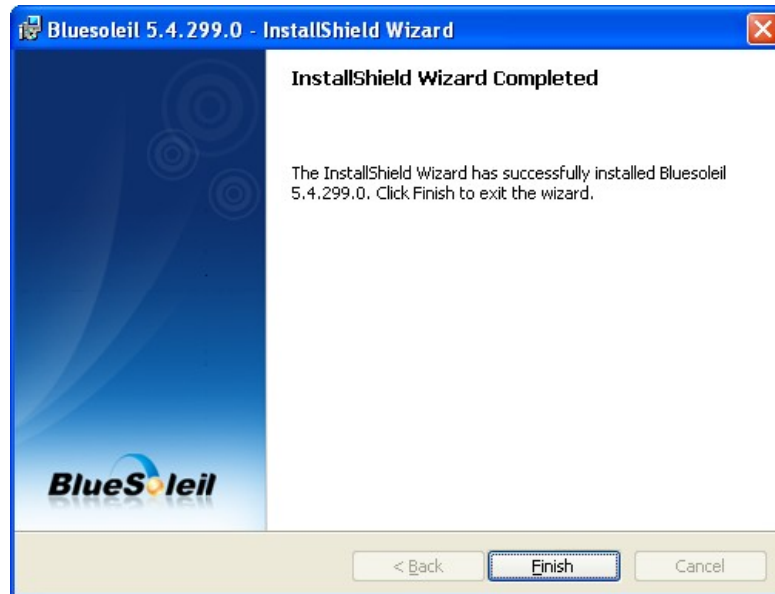 Bluesoleil 5.4.299.0 - InstallShield Wizard
InstallShield Wizard Completed
The InstallShield Wizard has successfully installed Bluesoleil
5.4.299.0. Click Finish to exit the wizard.
BlueSoleil
< Back
Finish
Cancel